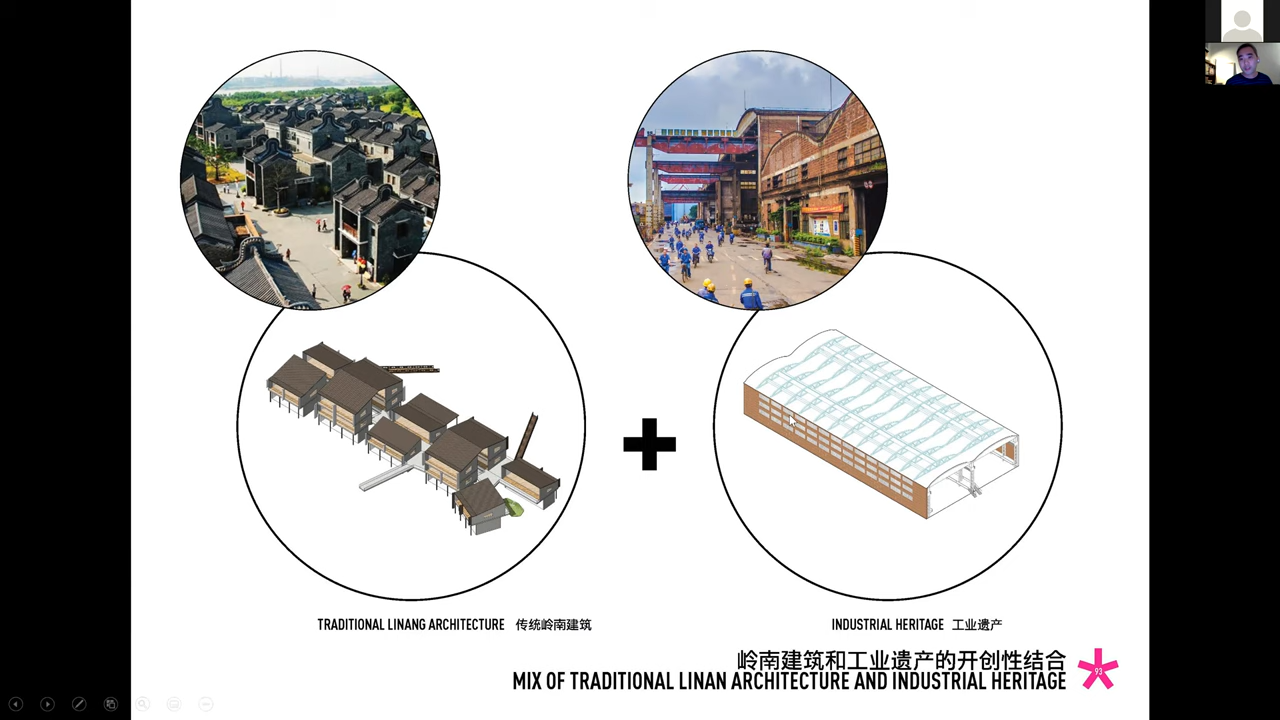 TRADITIONAL LINANG ARCHITECTURE 传统岭南建筑
INDUSTRIAL HERITAGE 工业遗产
岭南建筑和工业遗产的开创性结合
MIX OF TRADITIONAL LINAN ARCHITECTURE AND INDUSTRIAL HERITAGE
93